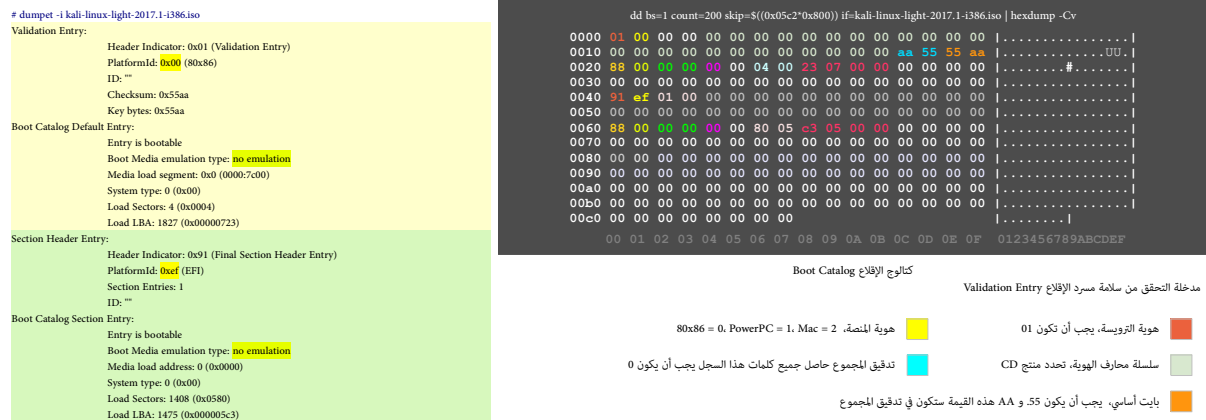 # dumpet -i kali-linux-light-2017.1-i386.iso
Validation Entry:
Header Indicator: 0x01 (Validation Entry)
PlatformId: 0x00 (80x86)
ID: ""
Checksum: 0x55aa
Key bytes: 0x55aa
Boot Catalog Default Entry:
Entry is bootable
Boot Media emulation type: no emulation
Media load segment: 0x0 (0000:7c00)
System type: 0 (0x00)
Load Sectors: 4 (0x0004)
Load LBA: 1827 (0x00000723)
Section Header Entry:
Header Indicator: 0x91 (Final Section Header Entry)
PlatformId: 0xef (EFI)
Section Entries: 1
ID: ""
Boot Catalog Section Entry:
Entry is bootable
Boot Media emulation type: no emulation
Media load address: 0 (0x0000)
System type: 0 (0x00)
Load Sectors: 1408 (0x0580)
Load LBA: 1475 (0x000005c3)
dd bs=1 count=200 skip=$((0x05c2*0x800)) if=kali-linux-light-2017.1-i386.iso | hexdump -Cv
0000 01 00 00 00 00 00 00 00 00 00 00 00 00 00 00 00 |................|
0010 00 00 00 00 00 00 00 00 00 00 00 00 aa 55 55 aa |.............UU.|
0020 88 00 00 00 00 00 04 00 23 07 00 00 00 00 00 00 |........#.......|
0030 00 00 00 00 00 00 00 00 00 00 00 00 00 00 00 00 |................|
0040 91 ef 01 00 00 00 00 00 00 00 00 00 00 00 00 00 |................|
0050 00 00 00 00 00 00 00 00 00 00 00 00 00 00 00 00 |................|
0060 88 00 00 00 00 00 80 05 c3 05 00 00 00 00 00 00 |................|
0070 00 00 00 00 00 00 00 00 00 00 00 00 00 00 00 00 |................|
0080 00 00 00 00 00 00 00 00 00 00 00 00 00 00 00 00 |................|
0090 00 00 00 00 00 00 00 00 00 00 00 00 00 00 00 00 |................|
00a0 00 00 00 00 00 00 00 00 00 00 00 00 00 00 00 00 |................|
00b0 00 00 00 00 00 00 00 00 00 00 00 00 00 00 00 00 |................|
00c0 00 00 00 00 00 00 00 00 |........|
00 01 02 03 04 05 06 07 08 09 0A 0B 0C 0D 0E 0F 0123456789ABCDEF
كتالوج الإقلاع Boot Catalog
مدخلة التحقق من سلامة مسرد الإقلاع Validation Entry
هوية الترويسة، يجب أن تكون 01
هوية المنصة، 80x86 = 0، PowerPC = 1، Mac = 2
سلسلة محارف الهوية، تحدد منتج CD
تدقيق المجموع حاصل جميع كلمات هذا السجل يجب أن يكون 0
بايت أساسي، يجب أن يكون 55. و AA هذه القيمة ستكون في تدقيق المجموع